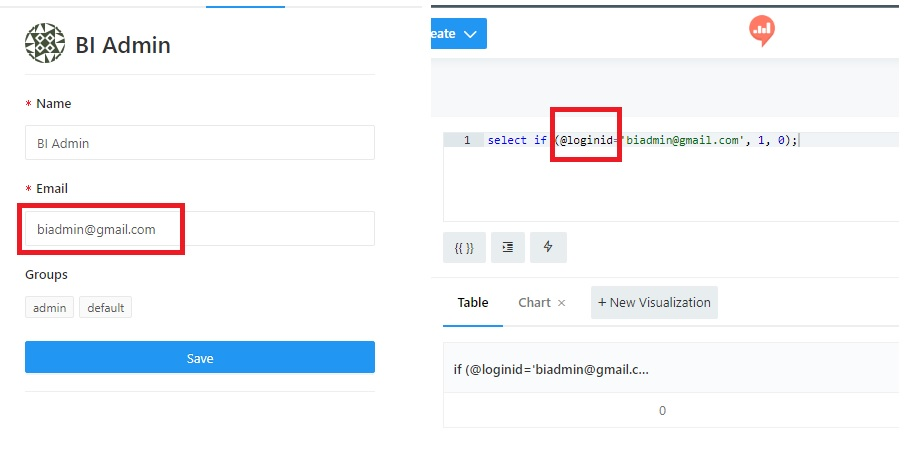 BI Admin
* Name
BI Admin
* Email
biadmin@gmail.com
Groups
admin default
Save
eate
1 select if (@loginid='biadmin@gmail.com', 1, 0);
{{ }}
Table Chart × + New Visualization
if (@loginid='biadmin@gmail.c...
0